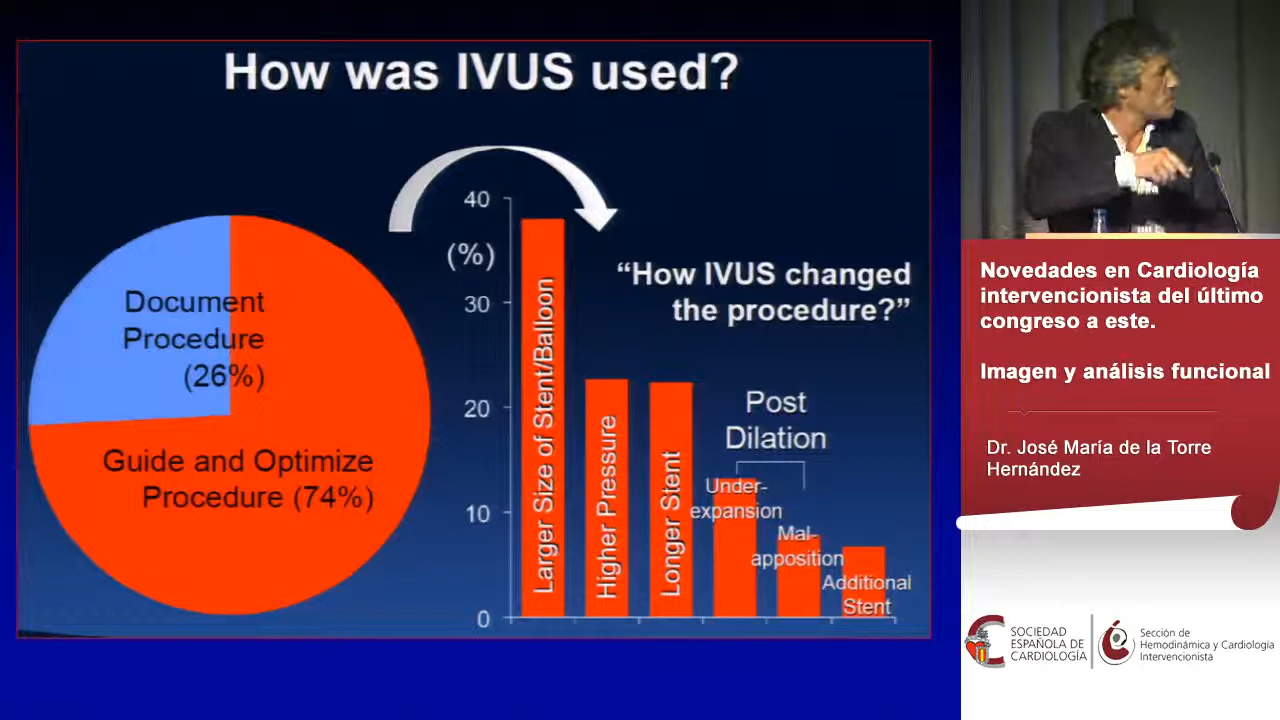 How was IVUS used?
Document
Procedure
(26%)
Guide and Optimize
Procedure (74%)
40
(%)
30
20
10
0
“How IVUS changed
the procedure?”
Larger Size of Stent/Balloon
Higher Pressure
Longer Stent
Post
Dilation
Under-
expansion
Mal-
apposition
Additional
Stent
Novedades en Cardiología
intervencionista del último
congreso a este.
Imagen y análisis funcional
Dr. José María de la Torre
Hernández
SOCIEDAD
ESPAÑOLA DE
CARDIOLOGÍA
Sección de
Hemodinámica y Cardiología
Intervencionista